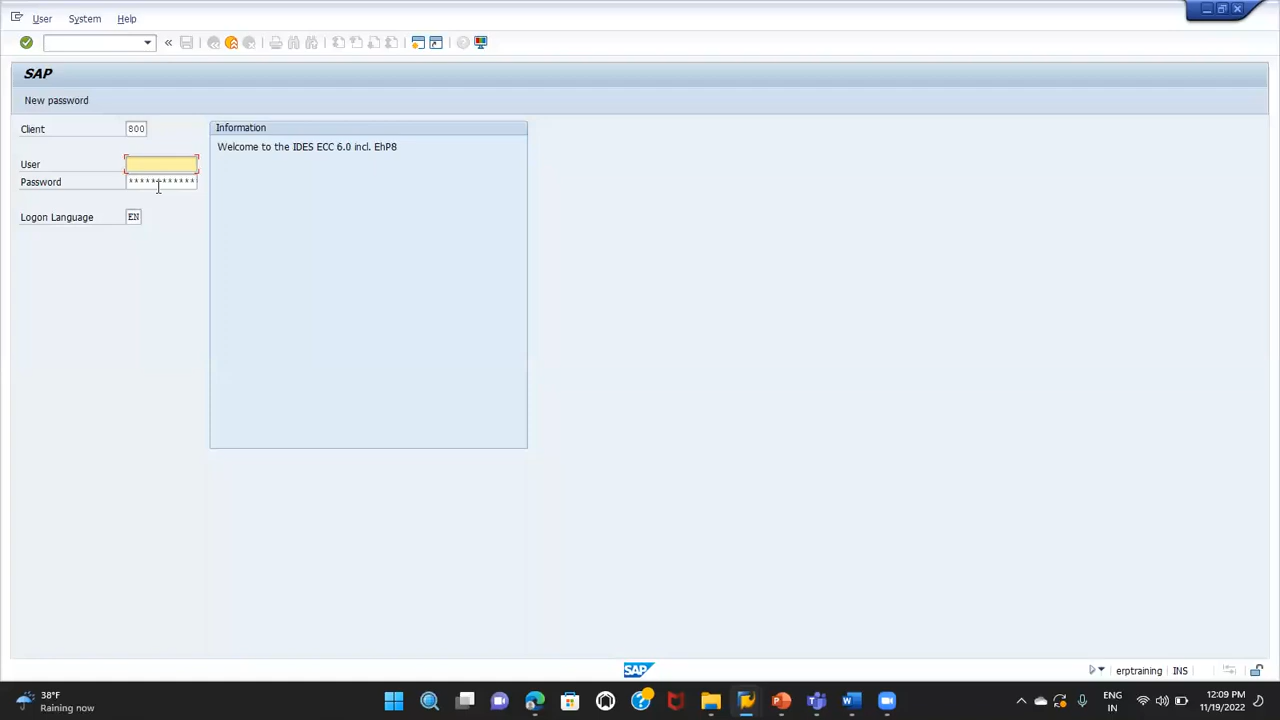 User System Help
SAP
New password
Client 800
Information
Welcome to the IDES ECC 6.0 incl. EhP8
User
Password ************
Logon Language EN
SAP
erptraining INS
38°F
Raining now
ENG
IN
12:09 PM
11/19/2022